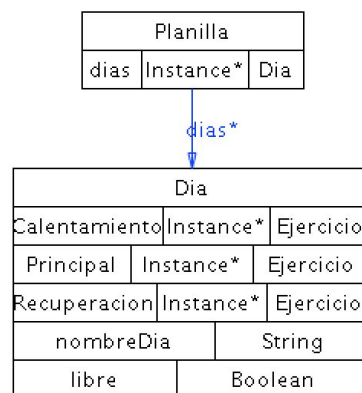 Planilla
dias Instance* Dia
dias*
Dia
Calentamiento Instance* Ejercicio
Principal Instance* Ejercicio
Recuperacion Instance* Ejercicio
nombreDia String
libre Boolean